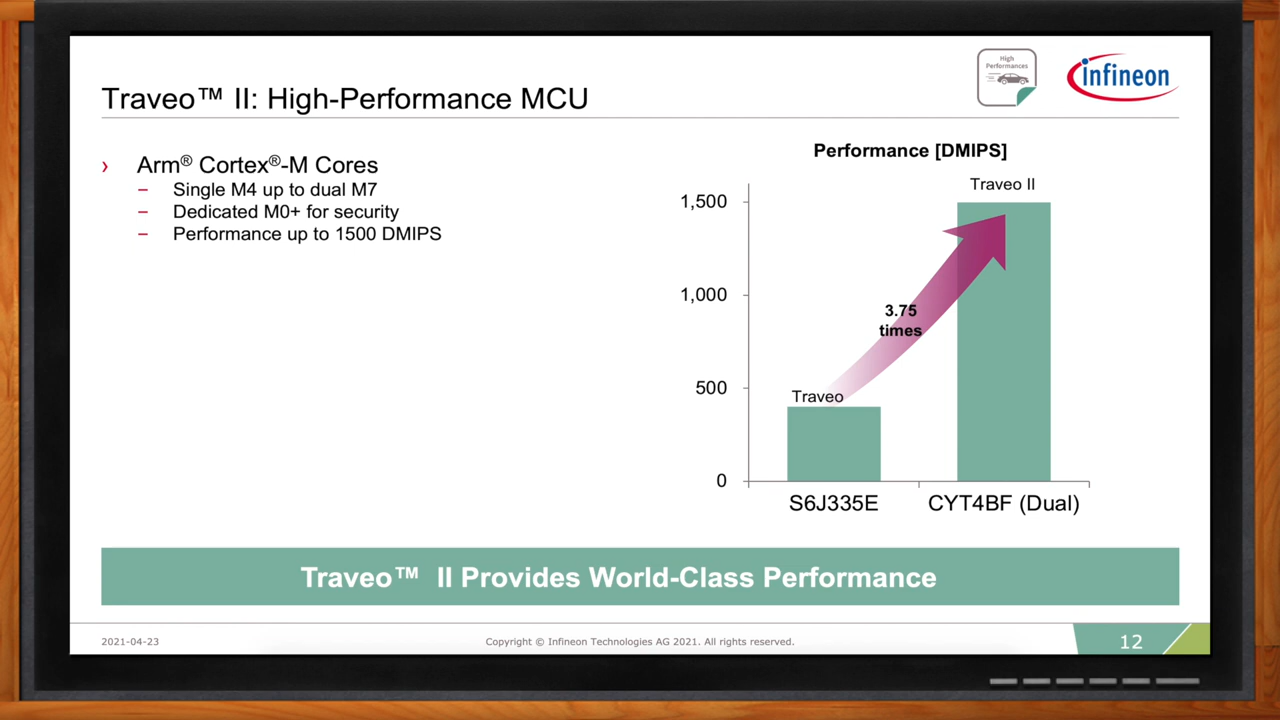 High
Performances
infineon
Traveo™ II: High-Performance MCU
› Arm® Cortex®-M Cores
– Single M4 up to dual M7
– Dedicated M0+ for security
– Performance up to 1500 DMIPS
Performance [DMIPS]
Traveo II
1,500
1,000
3.75
times
500
Traveo
0
S6J335E
CYT4BF (Dual)
Traveo™ II Provides World-Class Performance
2021-04-23
Copyright © Infineon Technologies AG 2021. All rights reserved.
12